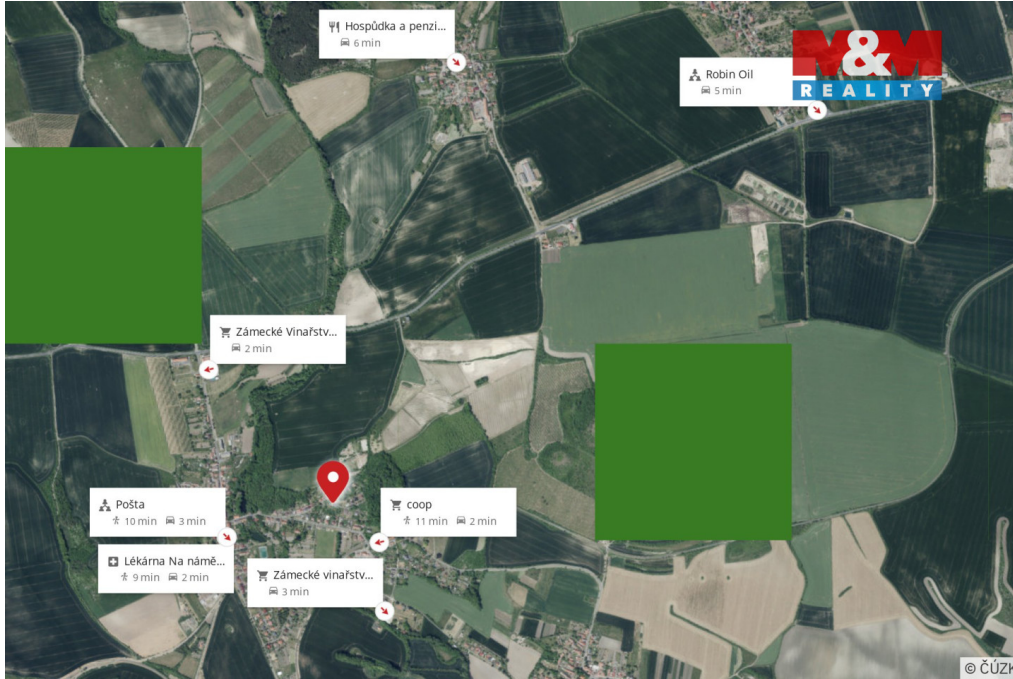 Hospůdka a penzi...
6 min
M&M
REALITY
Robin Oil
5 min
Zámecké Vinařstv...
2 min
Pošta
10 min 3 min
coop
11 min 2 min
Lékárna Na námě...
9 min 2 min
Zámecké vinařstv...
3 min
© ČÚZK